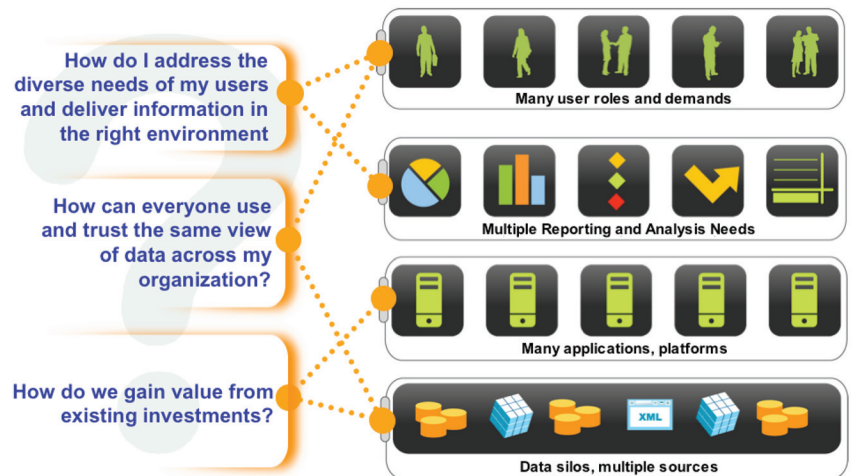 How do I address the
diverse needs of my users
and deliver information in
the right environment
How can everyone use
and trust the same view
of data across my
organization?
How do we gain value from
existing investments?
Many user roles and demands
Multiple Reporting and Analysis Needs
Many applications, platforms
XML
Data silos, multiple sources